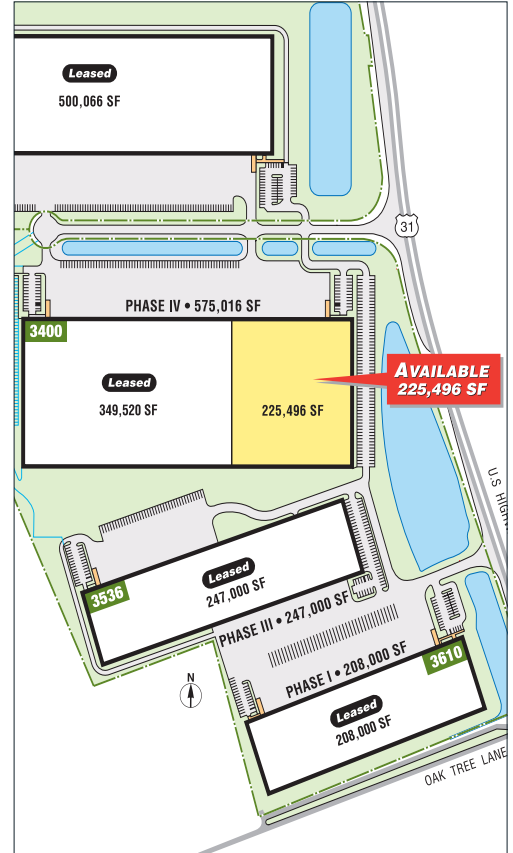 Leased
500,066 SF
31
PHASE IV • 575,016 SF
3400
Leased
349,520 SF
225,496 SF
AVAILABLE
225,496 SF
U.S HIGHW
Leased
247,000 SF
3536
PHASE III • 247,000 SF
PHASE I • 208,000 SF
3610
N
Leased
208,000 SF
OAK TREE LANE